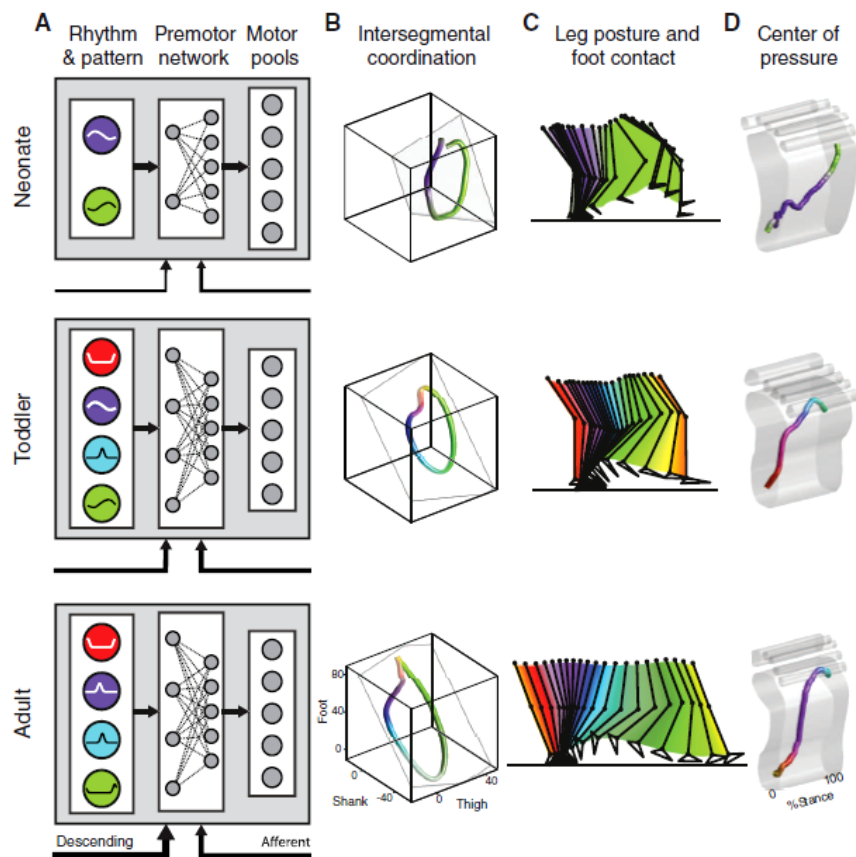 A Rhythm & pattern
Premotor network
Motor pools
B Intersegmental coordination
C Leg posture and foot contact
D Center of pressure
Neonate
Toddler
Adult
Descending
Afferent
80
40
0
Foot
0
-40
Shank
0
40
Thigh
0
100
%Stance